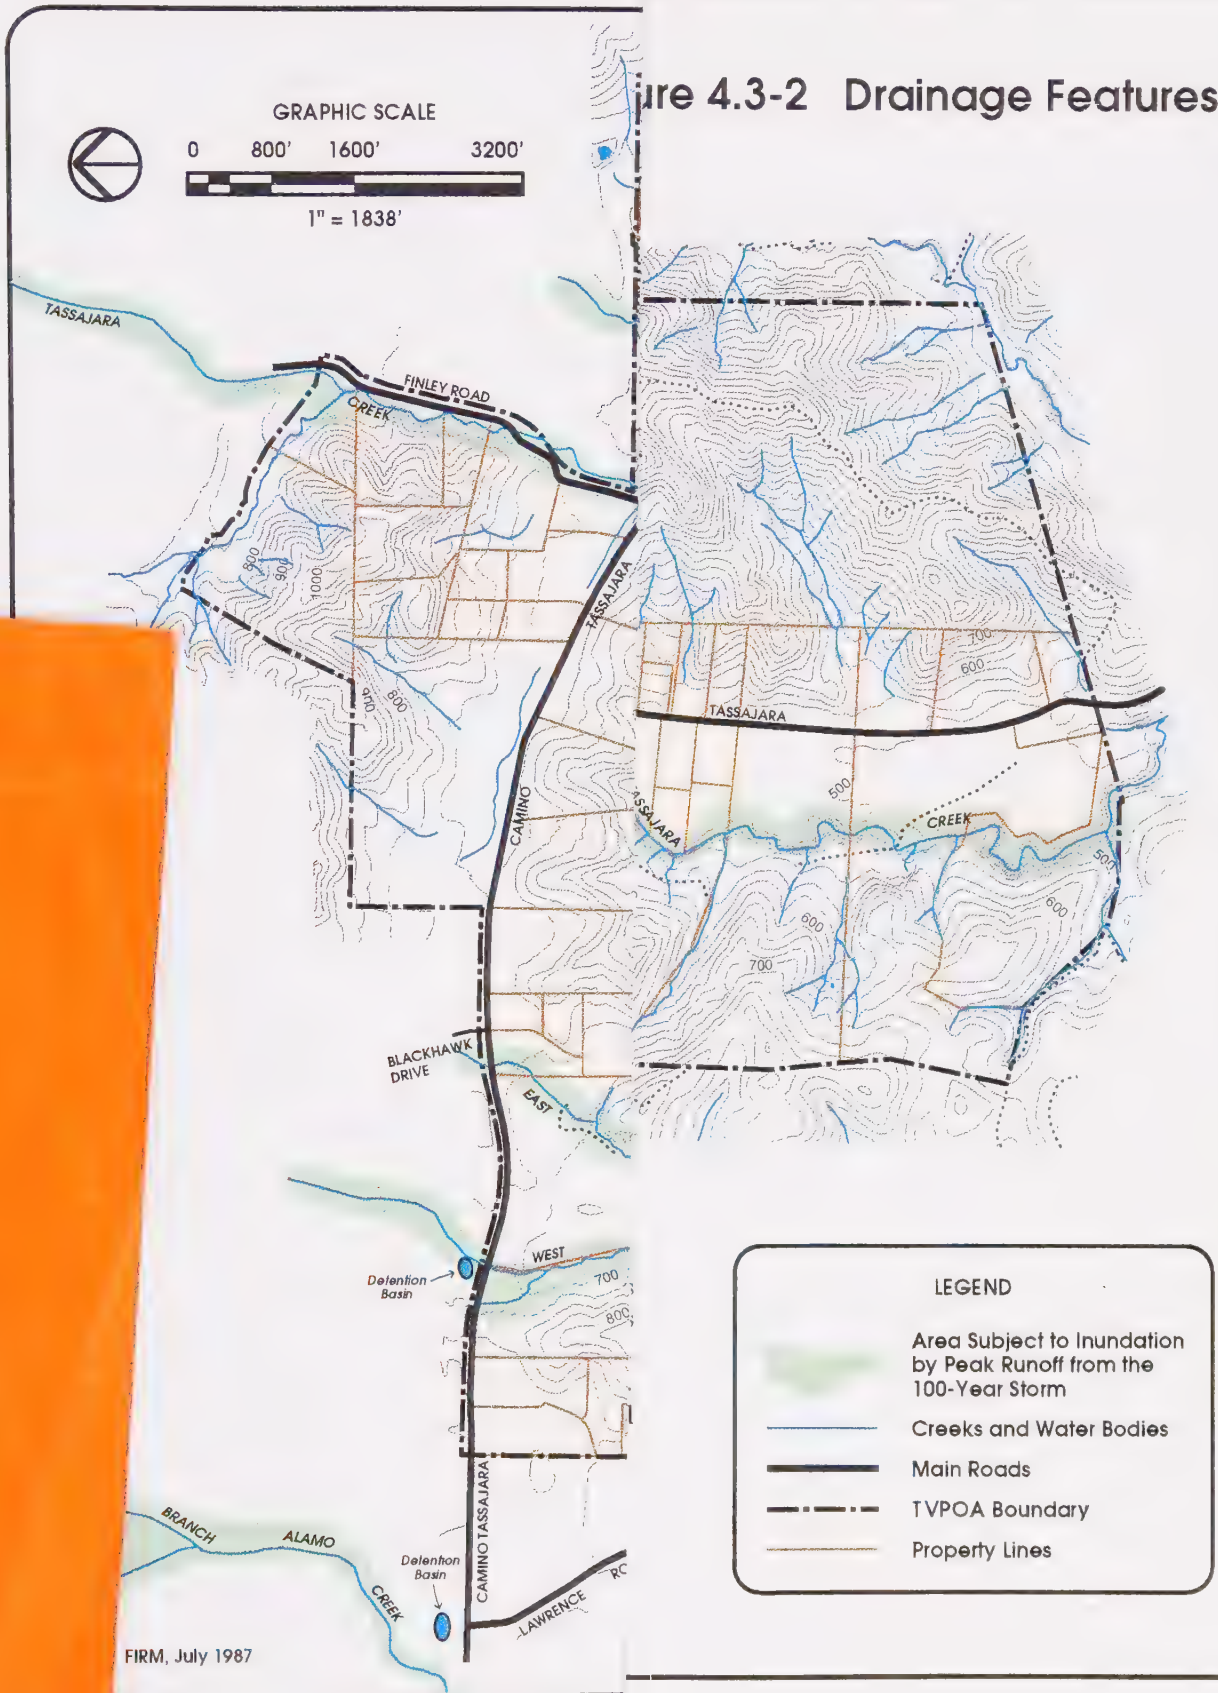 ure 4.3-2 Drainage Features
GRAPHIC SCALE
0 800' 1600' 3200'
1" = 1838'
TASSAJARA
FINLEY ROAD
CREEK
800
900
1000
TASSAJARA
900
800
700
600
TASSAJARA
CAMINO
500
ASSAJARA
CREEK
500
600
600
700
BLACKHAWK
DRIVE
EAST
WEST
Detention
Basin
700
800
LEGEND
Area Subject to Inundation
by Peak Runoff from the
100-Year Storm
Creeks and Water Bodies
Main Roads
TVPOA Boundary
Property Lines
BRANCH
ALAMO
CREEK
Detention
Basin
CAMINO TASSAJARA
LAWRENCE RO
FIRM, July 1987